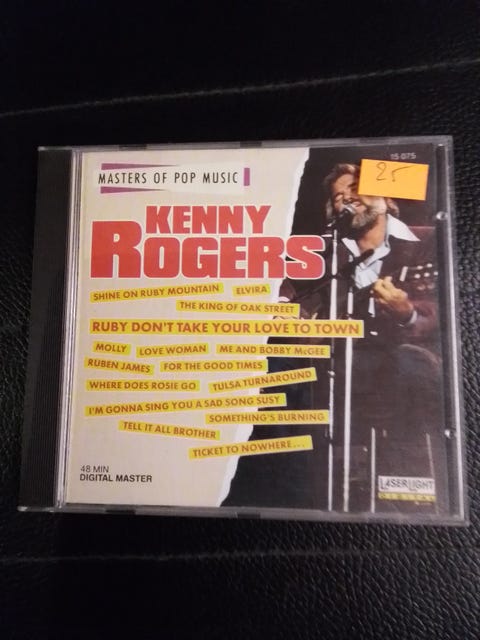 15 075
25
MASTERS OF POP MUSIC
KENNY
ROGERS
SHINE ON RUBY MOUNTAIN ELVIRA
THE KING OF OAK STREET
RUBY DON'T TAKE YOUR LOVE TO TOWN
MOLLY LOVE WOMAN ME AND BOBBY McGEE
RUBEN JAMES FOR THE GOOD TIMES
WHERE DOES ROSIE GO TULSA TURNAROUND
I'M GONNA SING YOU A SAD SONG SUSY
SOMETHING'S BURNING
TELL IT ALL BROTHER
TICKET TO NOWHERE....
48 MIN
DIGITAL MASTER
LASERLIGHT
DIGITAL